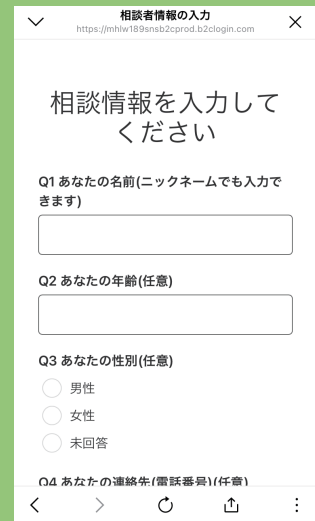 相談者情報の入力
https://mhlw189snsb2cprod.b2clogin.com
相談情報を入力して
ください
Q1 あなたの名前(ニックネームでも入力で
きます)
Q2 あなたの年齢(任意)
Q3 あなたの性別(任意)
男性
女性
未回答
Q4 あなたの連絡先(電話番号)(任意)